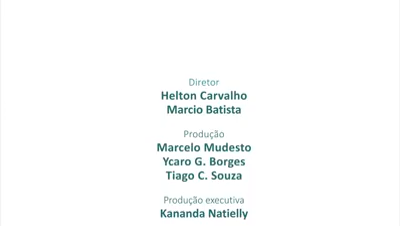 Diretor
Helton Carvalho
Marcio Batista
Produção
Marcelo Mudesto
Ycaro G. Borges
Tiago C. Souza
Produção executiva
Kananda Natielly